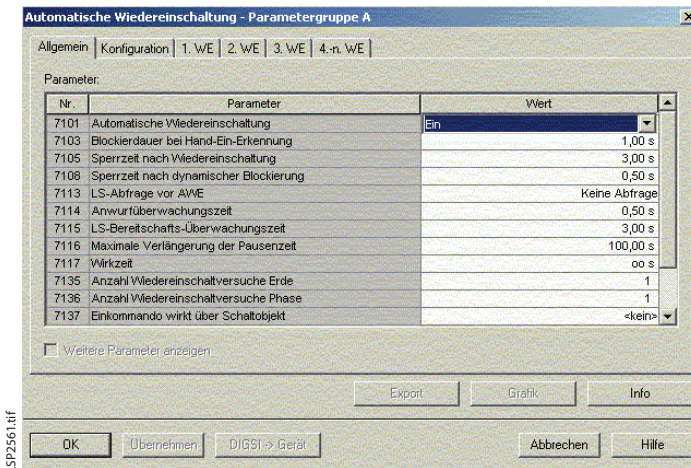 Automatische Wiedereinschaltung - Parametergruppe A
Allgemein Konfiguration 1. WE 2. WE 3. WE 4.-n. WE
Parameter:
Nr. Parameter Wert
7101 Automatische Wiedereinschaltung Ein
7103 Blockierdauer bei Hand-Ein-Erkennung 1,00 s
7105 Sperrzeit nach Wiedereinschaltung 3,00 s
7108 Sperrzeit nach dynamischer Blockierung 0,50 s
7113 LS-Abfrage vor AWE Keine Abfrage
7114 Anwurfüberwachungszeit 0,50 s
7115 LS-Bereitschafts-Überwachungszeit 3,00 s
7116 Maximale Verlängerung der Pausenzeit 100,00 s
7117 Wirkzeit oo s
7135 Anzahl Wiedereinschaltversuche Erde 1
7136 Anzahl Wiedereinschaltversuche Phase 1
7137 Einkommando wirkt über Schaltobjekt <kein>
Weitere Parameter anzeigen
Export Grafik Info
OK Übernehmen DIGSI -> Gerät Abbrechen Hilfe
LSP2561.tif